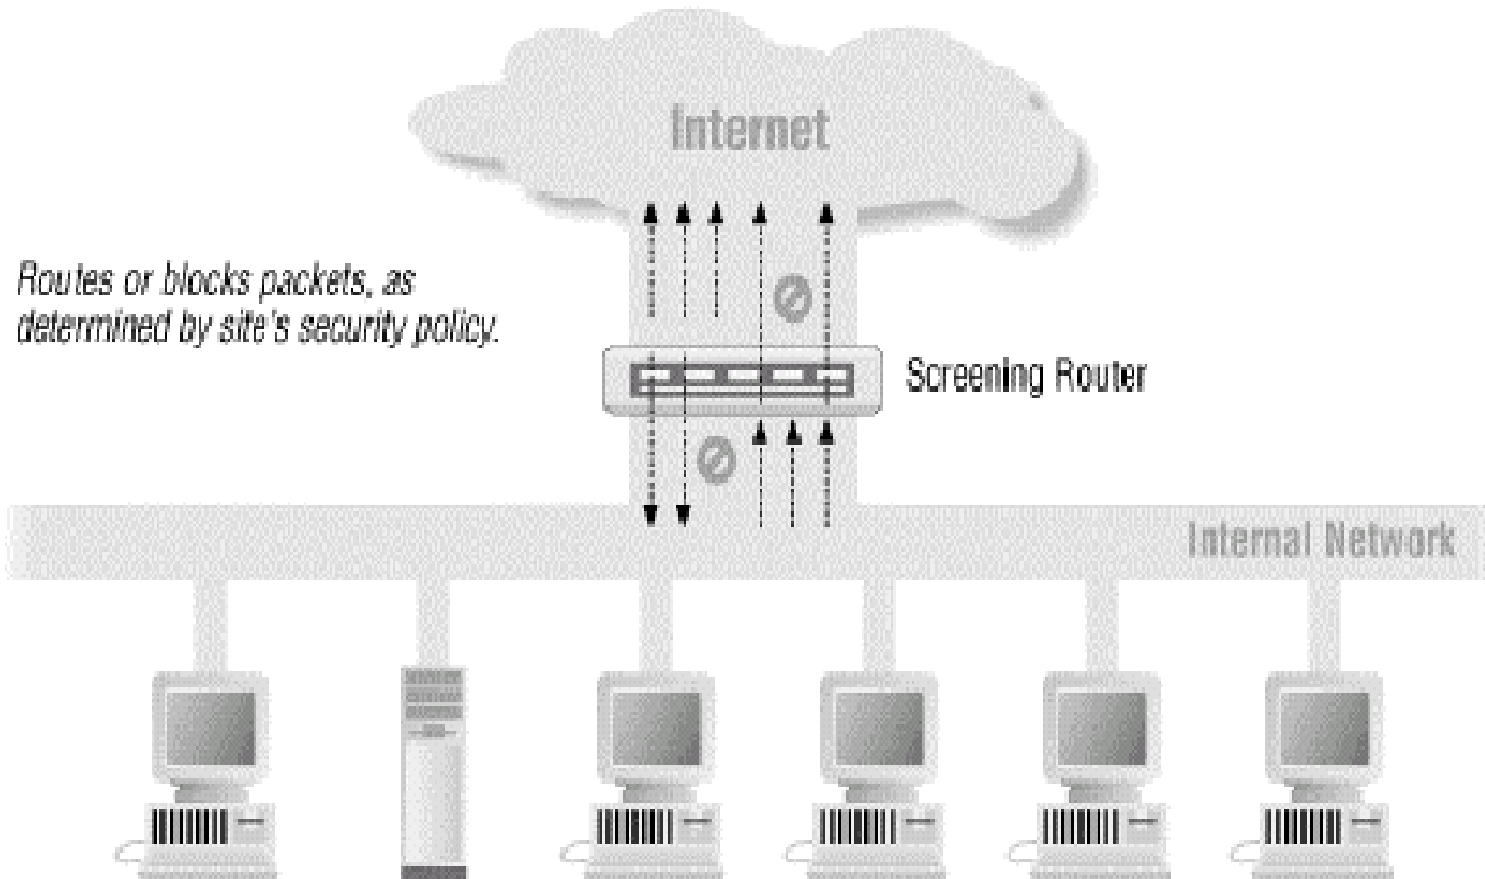 Internet
Routes or blocks packets, as
determined by site's security policy.
Screening Router
Internal Network